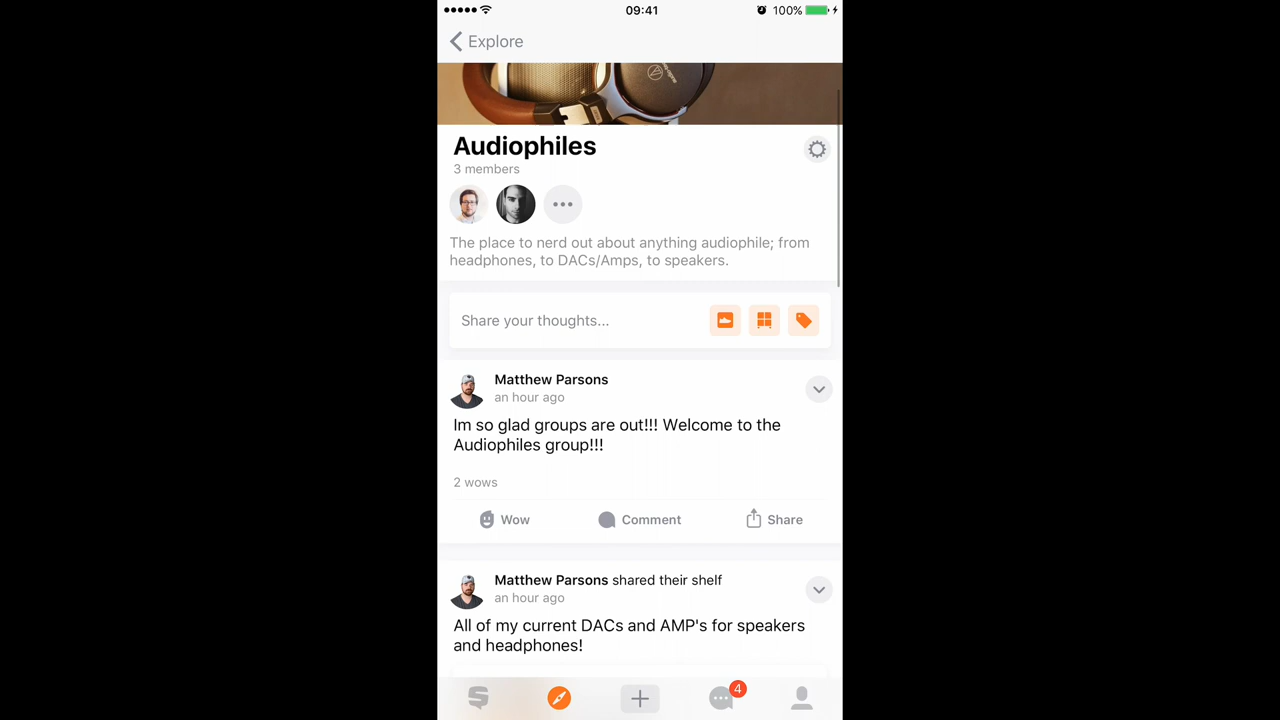 09:41
100%
Explore
Audiophiles
3 members
The place to nerd out about anything audiophile; from
headphones, to DACs/Amps, to speakers.
Share your thoughts...
Matthew Parsons
an hour ago
Im so glad groups are out!!! Welcome to the
Audiophiles group!!!
2 wows
Wow
Comment
Share
Matthew Parsons shared their shelf
an hour ago
All of my current DACs and AMP's for speakers
and headphones!
4